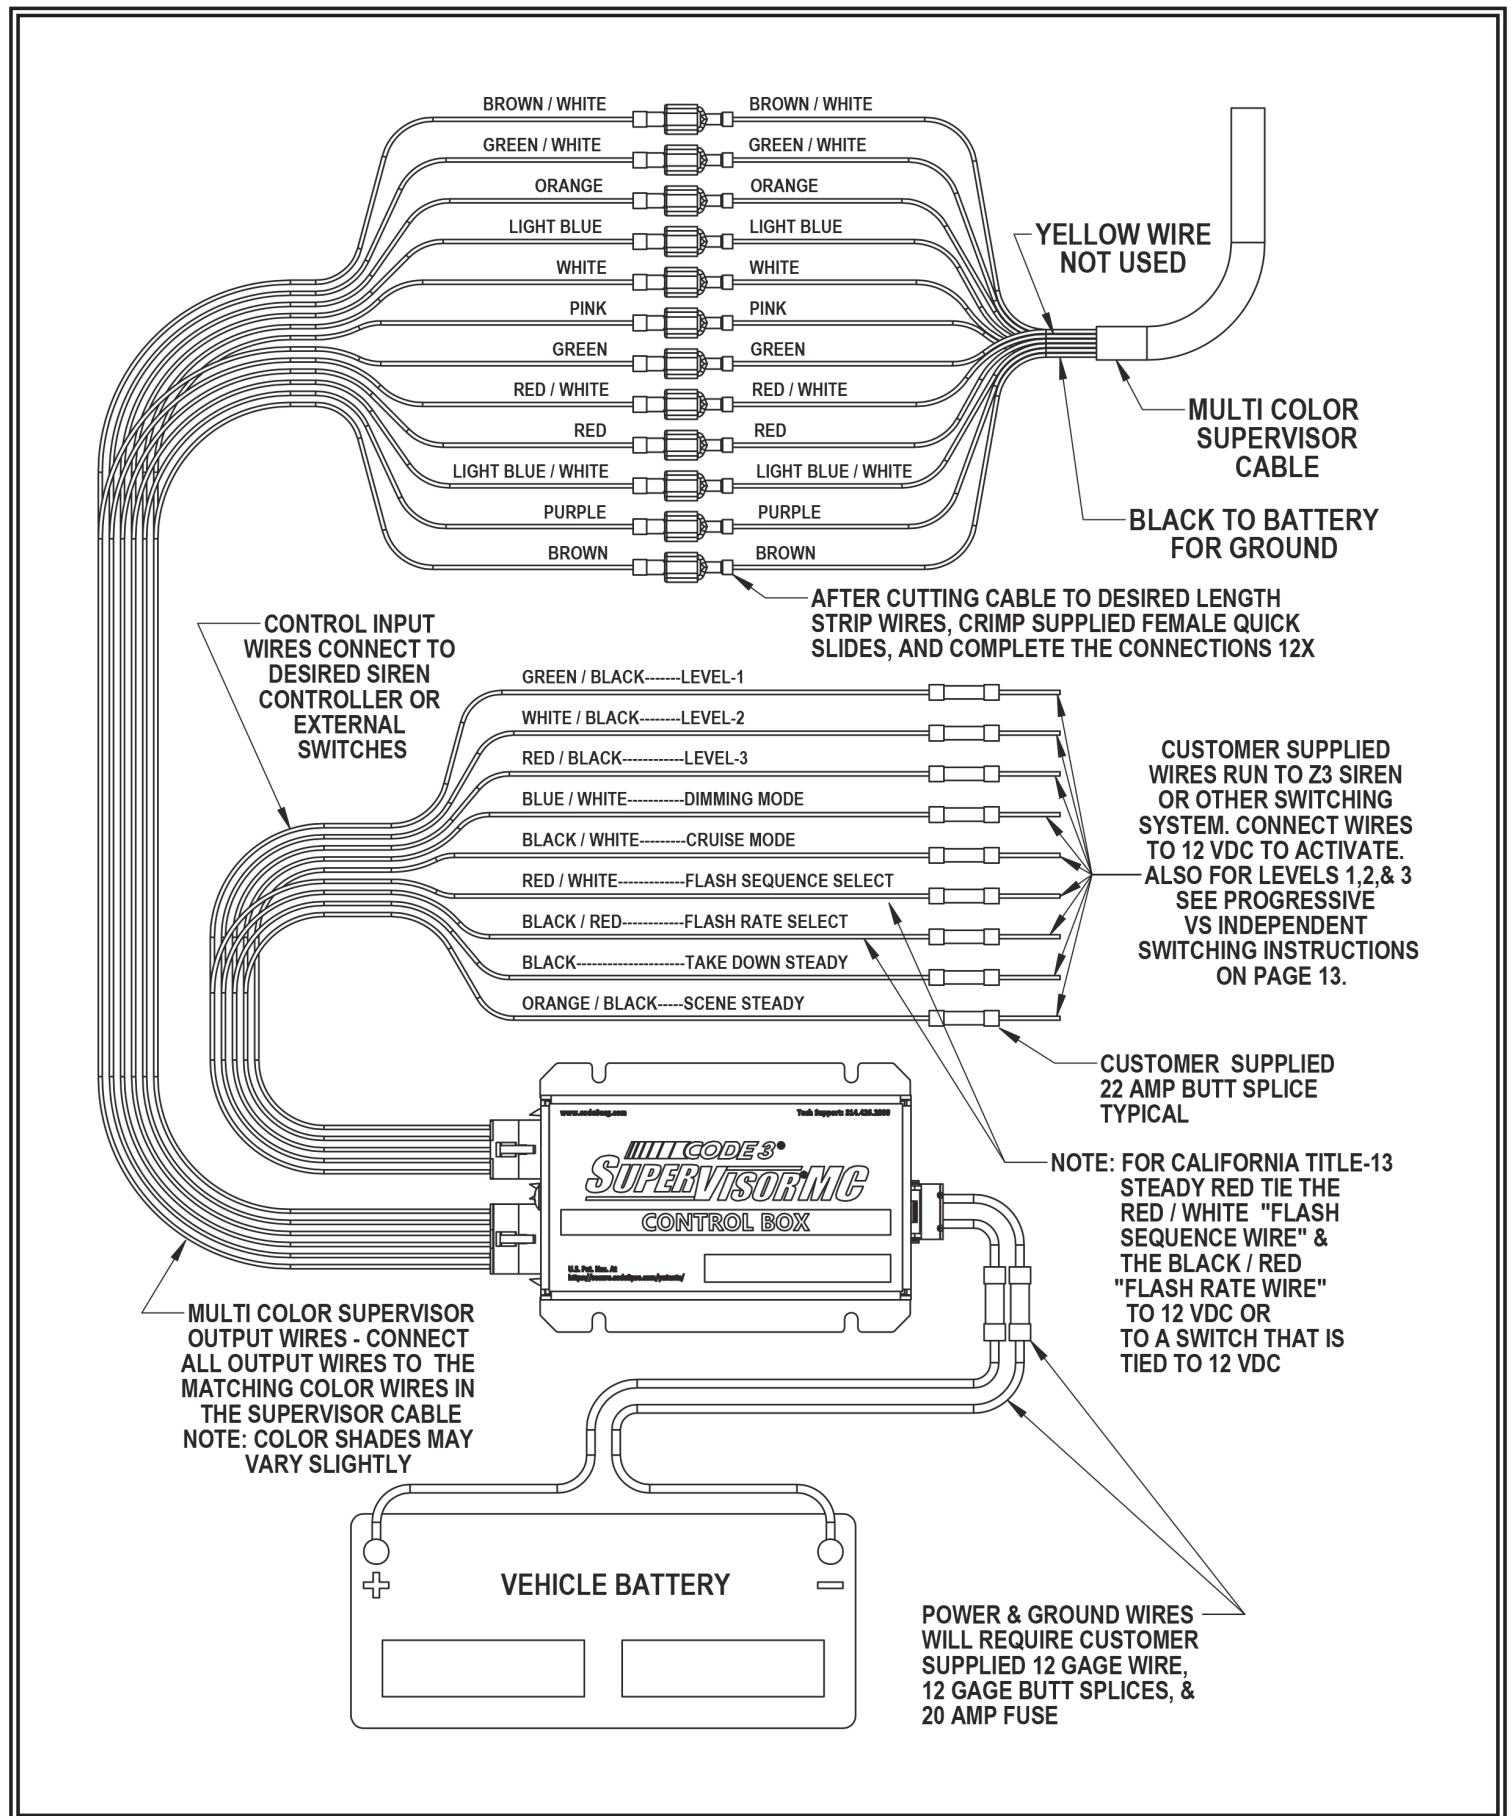 BROWN / WHITE
BROWN / WHITE
GREEN / WHITE
GREEN / WHITE
ORANGE
ORANGE
LIGHT BLUE
LIGHT BLUE
WHITE
WHITE
PINK
PINK
GREEN
GREEN
RED / WHITE
RED / WHITE
RED
RED
LIGHT BLUE / WHITE
LIGHT BLUE / WHITE
PURPLE
PURPLE
BROWN
BROWN
YELLOW WIRE
NOT USED
MULTI COLOR
SUPERVISOR
CABLE
BLACK TO BATTERY
FOR GROUND
AFTER CUTTING CABLE TO DESIRED LENGTH
STRIP WIRES, CRIMP SUPPLIED FEMALE QUICK
SLIDES, AND COMPLETE THE CONNECTIONS 12X
CONTROL INPUT
WIRES CONNECT TO
DESIRED SIREN
CONTROLLER OR
EXTERNAL
SWITCHES
GREEN / BLACK-------LEVEL-1
WHITE / BLACK--------LEVEL-2
RED / BLACK------------LEVEL-3
BLUE / WHITE-----------DIMMING MODE
BLACK / WHITE---------CRUISE MODE
RED / WHITE-------------FLASH SEQUENCE SELECT
BLACK / RED------------FLASH RATE SELECT
BLACK---------------------TAKE DOWN STEADY
ORANGE / BLACK-----SCENE STEADY
CUSTOMER SUPPLIED
WIRES RUN TO Z3 SIREN
OR OTHER SWITCHING
SYSTEM. CONNECT WIRES
TO 12 VDC TO ACTIVATE.
ALSO FOR LEVELS 1,2,& 3
SEE PROGRESSIVE
VS INDEPENDENT
SWITCHING INSTRUCTIONS
ON PAGE 13.
CUSTOMER SUPPLIED
22 AMP BUTT SPLICE
TYPICAL
NOTE: FOR CALIFORNIA TITLE-13
STEADY RED TIE THE
RED / WHITE "FLASH
SEQUENCE WIRE" &
THE BLACK / RED
"FLASH RATE WIRE"
TO 12 VDC OR
TO A SWITCH THAT IS
TIED TO 12 VDC
Tech Support:
CODE 3®
SUPERVISOR MC
CONTROL BOX
U.S. Pat. Nos. At
MULTI COLOR SUPERVISOR
OUTPUT WIRES - CONNECT
ALL OUTPUT WIRES TO THE
MATCHING COLOR WIRES IN
THE SUPERVISOR CABLE
NOTE: COLOR SHADES MAY
VARY SLIGHTLY
VEHICLE BATTERY
+
−
POWER & GROUND WIRES
WILL REQUIRE CUSTOMER
SUPPLIED 12 GAGE WIRE,
12 GAGE BUTT SPLICES, &
20 AMP FUSE